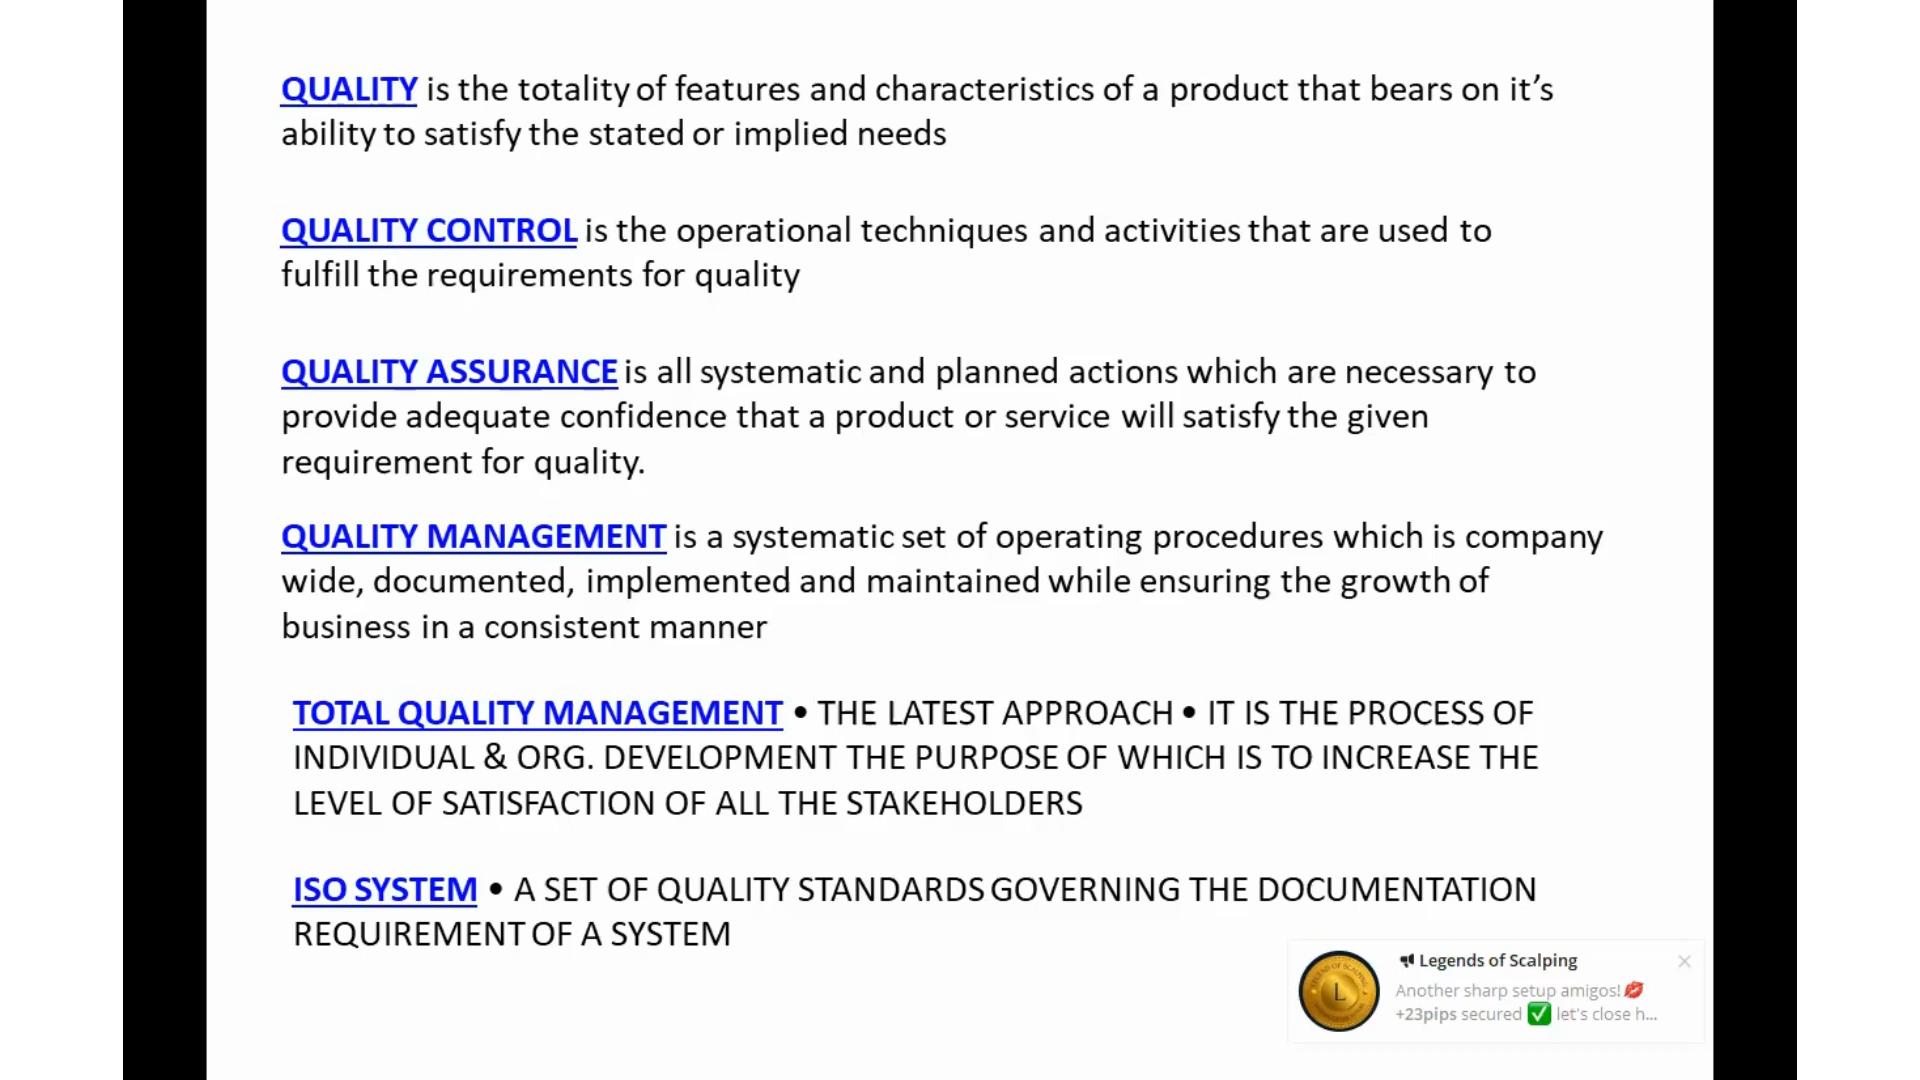 QUALITY is the totality of features and characteristics of a product that bears on it’s
ability to satisfy the stated or implied needs
QUALITY CONTROL is the operational techniques and activities that are used to
fulfill the requirements for quality
QUALITY ASSURANCE is all systematic and planned actions which are necessary to
provide adequate confidence that a product or service will satisfy the given
requirement for quality.
QUALITY MANAGEMENT is a systematic set of operating procedures which is company
wide, documented, implemented and maintained while ensuring the growth of
business in a consistent manner
TOTAL QUALITY MANAGEMENT • THE LATEST APPROACH • IT IS THE PROCESS OF
INDIVIDUAL & ORG. DEVELOPMENT THE PURPOSE OF WHICH IS TO INCREASE THE
LEVEL OF SATISFACTION OF ALL THE STAKEHOLDERS
ISO SYSTEM • A SET OF QUALITY STANDARDS GOVERNING THE DOCUMENTATION
REQUIREMENT OF A SYSTEM
Legends of Scalping
Another sharp setup amigos!💋
+23pips secured ✅ let's close h...
L